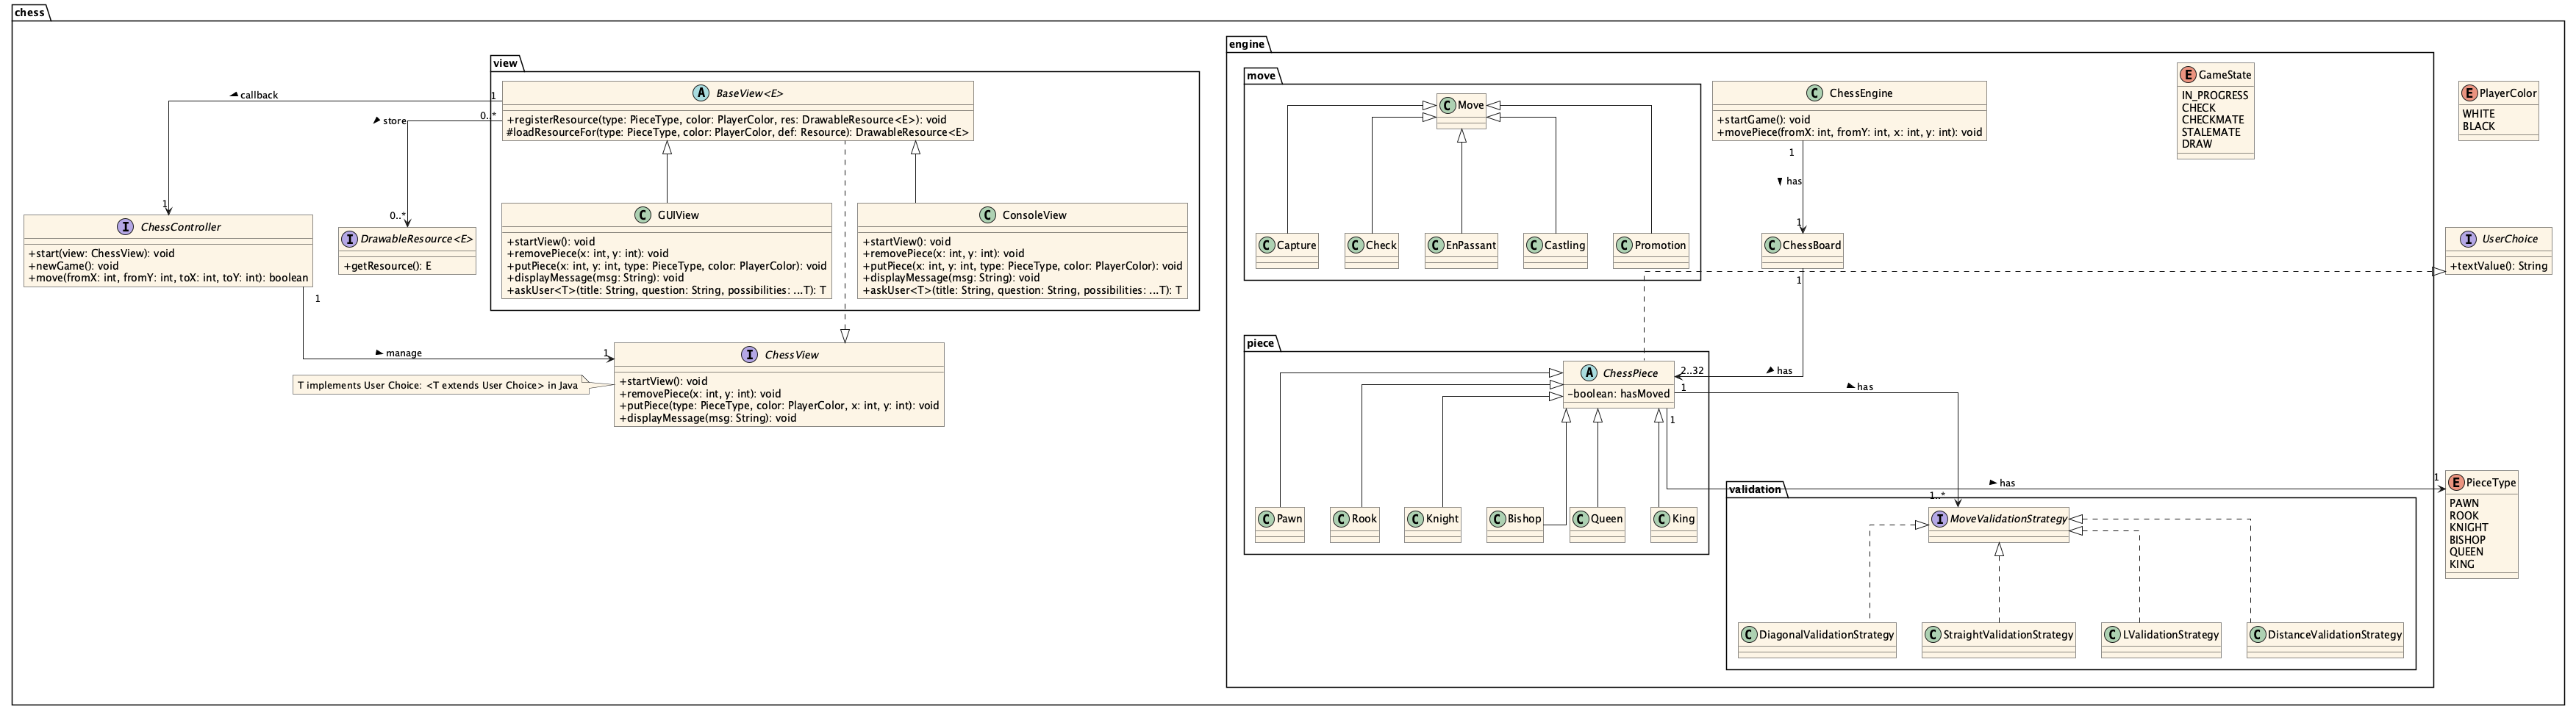 chess
view
A BaseView<E>
+registerResource(type: PieceType, color: PlayerColor, res: DrawableResource<E>): void
#loadResourceFor(type: PieceType, color: PlayerColor, def: Resource): DrawableResource<E>
1
callback
0..*
store
1
0..*
I ChessController
+start(view: ChessView): void
+newGame(): void
+move(fromX: int, fromY: int, toX: int, toY: int): boolean
I DrawableResource<E>
+getResource(): E
C GUIView
+startView(): void
+removePiece(x: int, y: int): void
+putPiece(x: int, y: int, type: PieceType, color: PlayerColor): void
+displayMessage(msg: String): void
+askUser<T>(title: String, question: String, possibilities: ...T): T
C ConsoleView
+startView(): void
+removePiece(x: int, y: int): void
+putPiece(x: int, y: int, type: PieceType, color: PlayerColor): void
+displayMessage(msg: String): void
+askUser<T>(title: String, question: String, possibilities: ...T): T
1
manage
1
T implements User Choice: <T extends User Choice> in Java
I ChessView
+startView(): void
+removePiece(x: int, y: int): void
+putPiece(type: PieceType, color: PlayerColor, x: int, y: int): void
+displayMessage(msg: String): void
engine
move
C Move
C Capture
C Check
C EnPassant
C Castling
C Promotion
C ChessEngine
+startGame(): void
+movePiece(fromX: int, fromY: int, x: int, y: int): void
1
has
1
C ChessBoard
1
has
2..32
E GameState
IN_PROGRESS
CHECK
CHECKMATE
STALEMATE
DRAW
E PlayerColor
WHITE
BLACK
I UserChoice
+textValue(): String
piece
A ChessPiece
-boolean: hasMoved
1
has
1..*
1
has
1
C Pawn
C Rook
C Knight
C Bishop
C Queen
C King
validation
I MoveValidationStrategy
C DiagonalValidationStrategy
C StraightValidationStrategy
C LValidationStrategy
C DistanceValidationStrategy
E PieceType
PAWN
ROOK
KNIGHT
BISHOP
QUEEN
KING